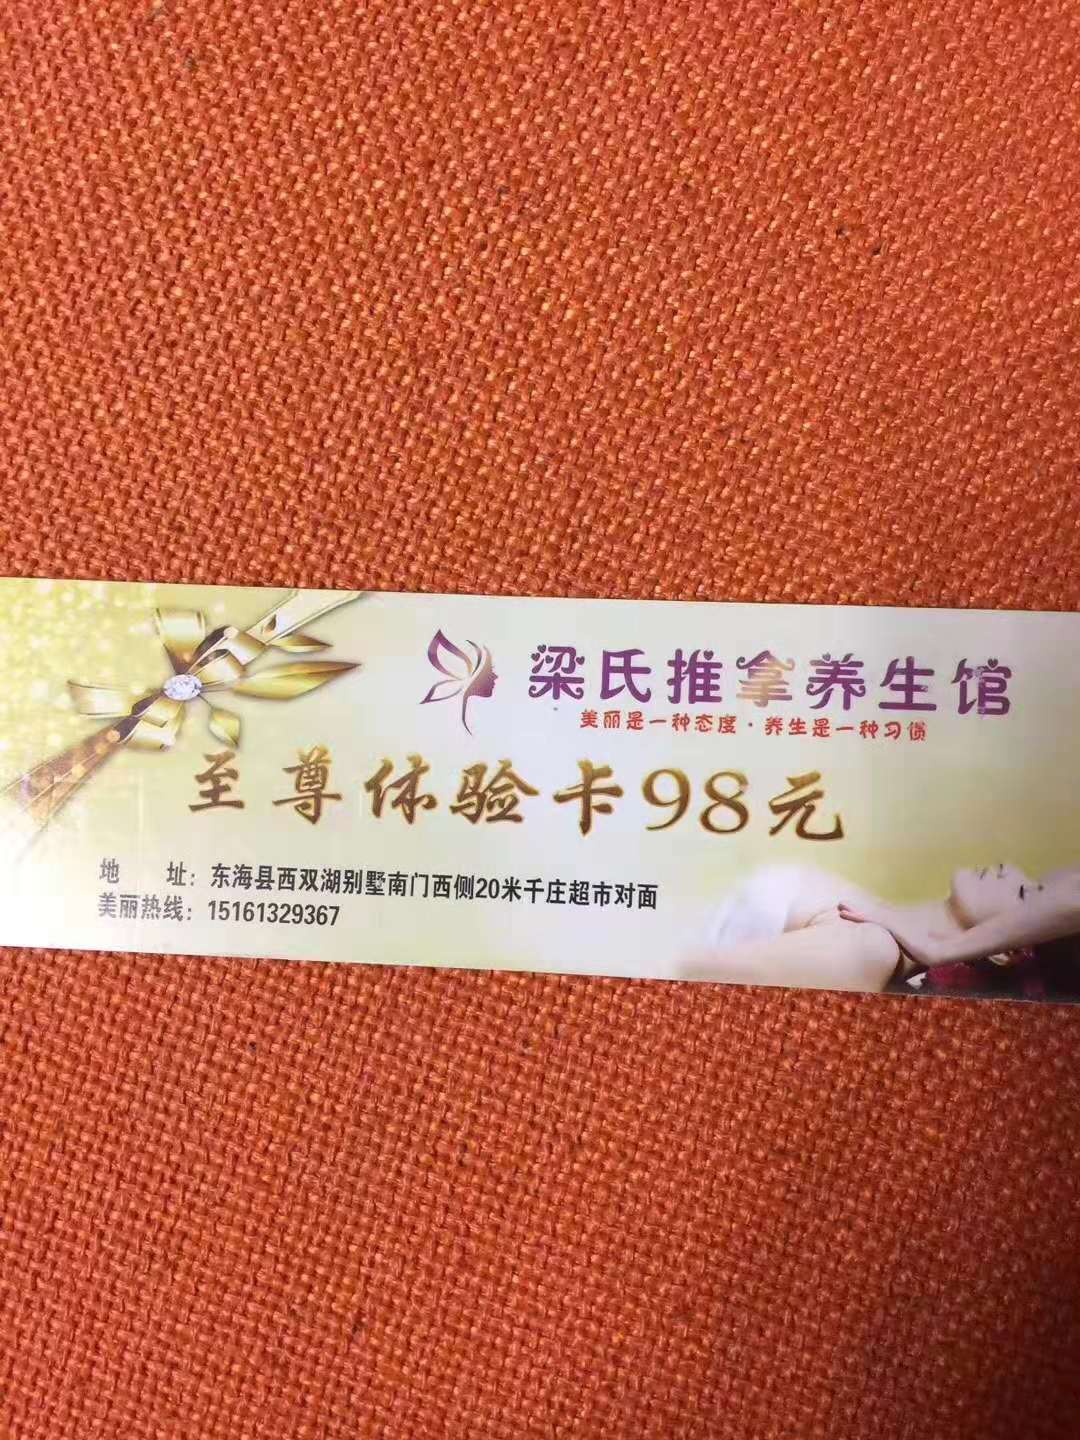 梁氏推拿养生馆
美丽是一种态度·养生是一种习惯
至尊体验卡98元
地　　址：东海县西双湖别墅南门西侧20米千庄超市对面
美丽热线：15161329367